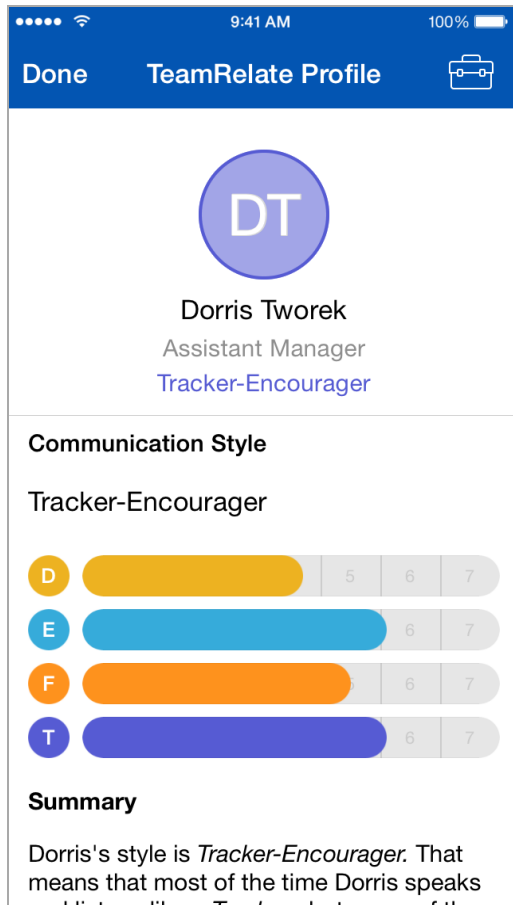 9:41 AM 100%
Done TeamRelate Profile
DT
Dorris Tworek
Assistant Manager
Tracker-Encourager
Communication Style
Tracker-Encourager
D 5 6 7
E 6 7
F 6 7
T 6 7
Summary
Dorris's style is Tracker-Encourager. That
means that most of the time Dorris speaks